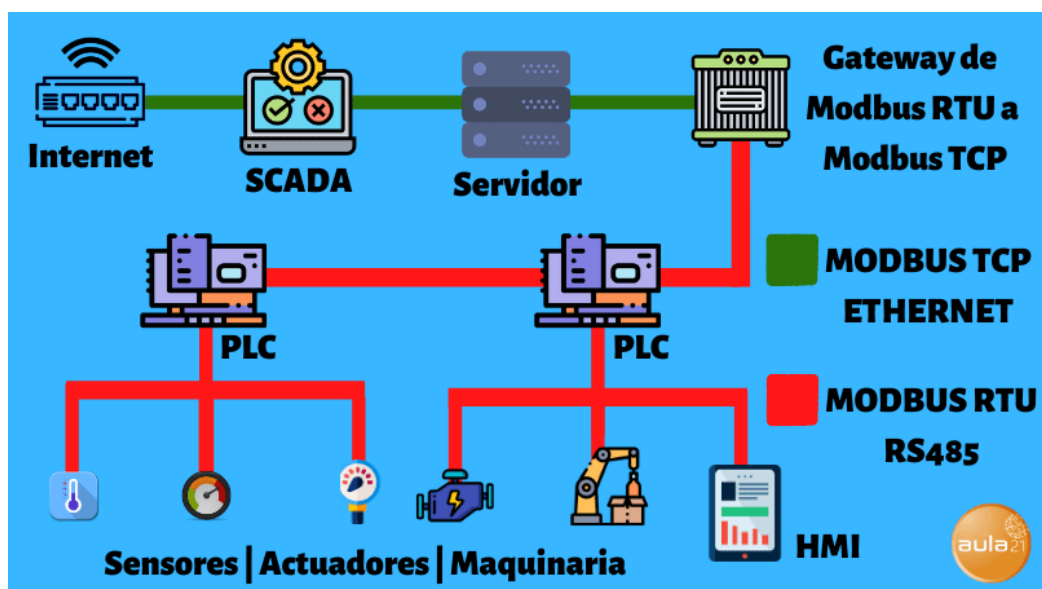 Internet
SCADA
Servidor
Gateway de
Modbus RTU a
Modbus TCP
MODBUS TCP
ETHERNET
PLC
PLC
MODBUS RTU
RS485
Sensores | Actuadores | Maquinaria
HMI
aula21